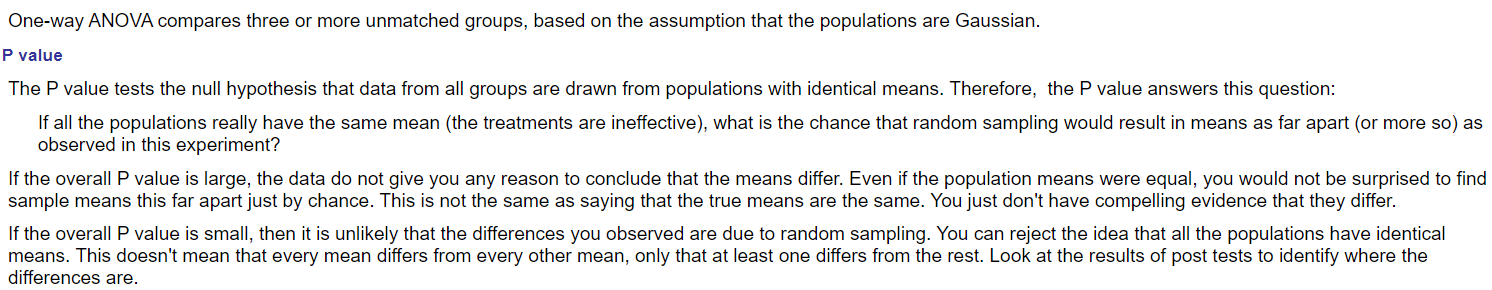 One-way ANOVA compares three or more unmatched groups, based on the assumption that the populations are Gaussian.
P value
The P value tests the null hypothesis that data from all groups are drawn from populations with identical means. Therefore,  the P value answers this question:
If all the populations really have the same mean (the treatments are ineffective), what is the chance that random sampling would result in means as far apart (or more so) as
observed in this experiment?
If the overall P value is large, the data do not give you any reason to conclude that the means differ. Even if the population means were equal, you would not be surprised to find
sample means this far apart just by chance. This is not the same as saying that the true means are the same. You just don't have compelling evidence that they differ.
If the overall P value is small, then it is unlikely that the differences you observed are due to random sampling. You can reject the idea that all the populations have identical
means. This doesn't mean that every mean differs from every other mean, only that at least one differs from the rest. Look at the results of post tests to identify where the
differences are.